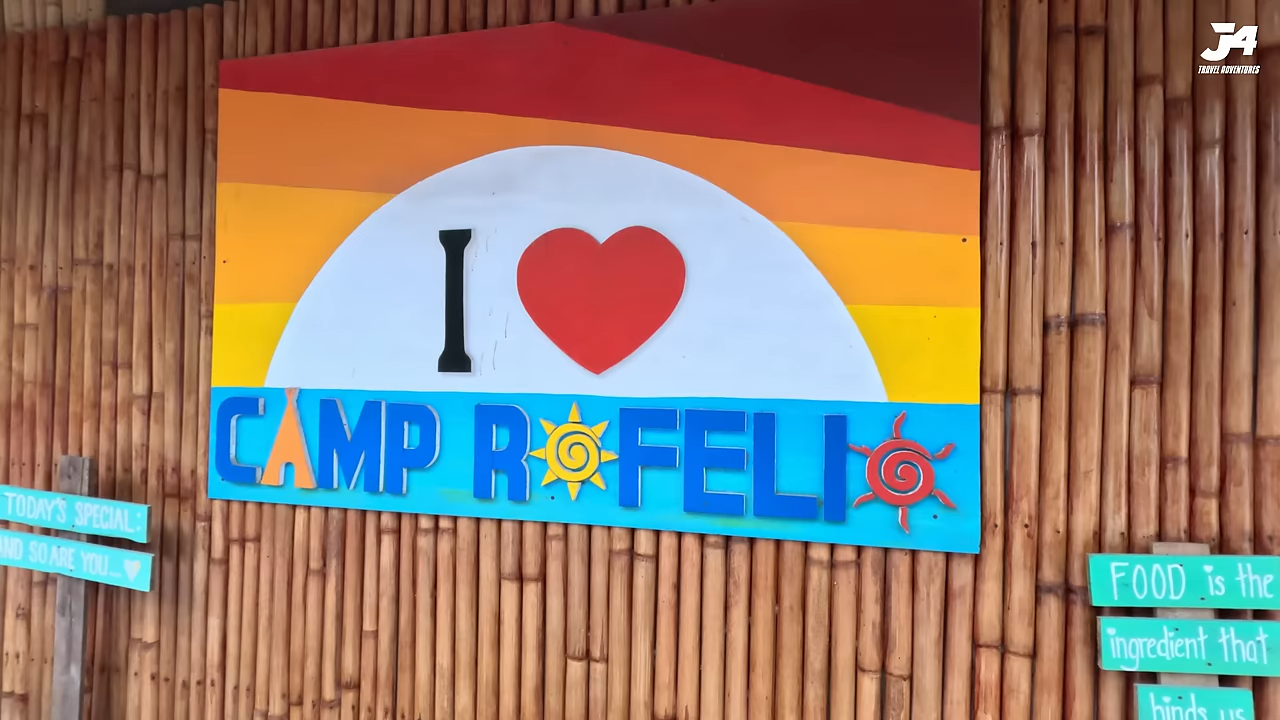 J4
TRAVEL ADVENTURES
I
CAMP ROFELIO
TODAY'S SPECIAL:
AND SO ARE YOU...
FOOD is the
ingredient that
binds us